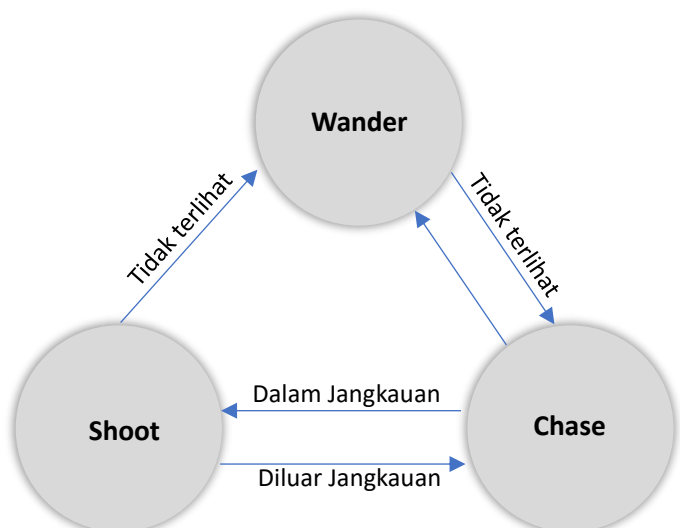 Wander
Tidak terlihat
Tidak terlihat
Dalam Jangkauan
Shoot
Chase
Diluar Jangkauan